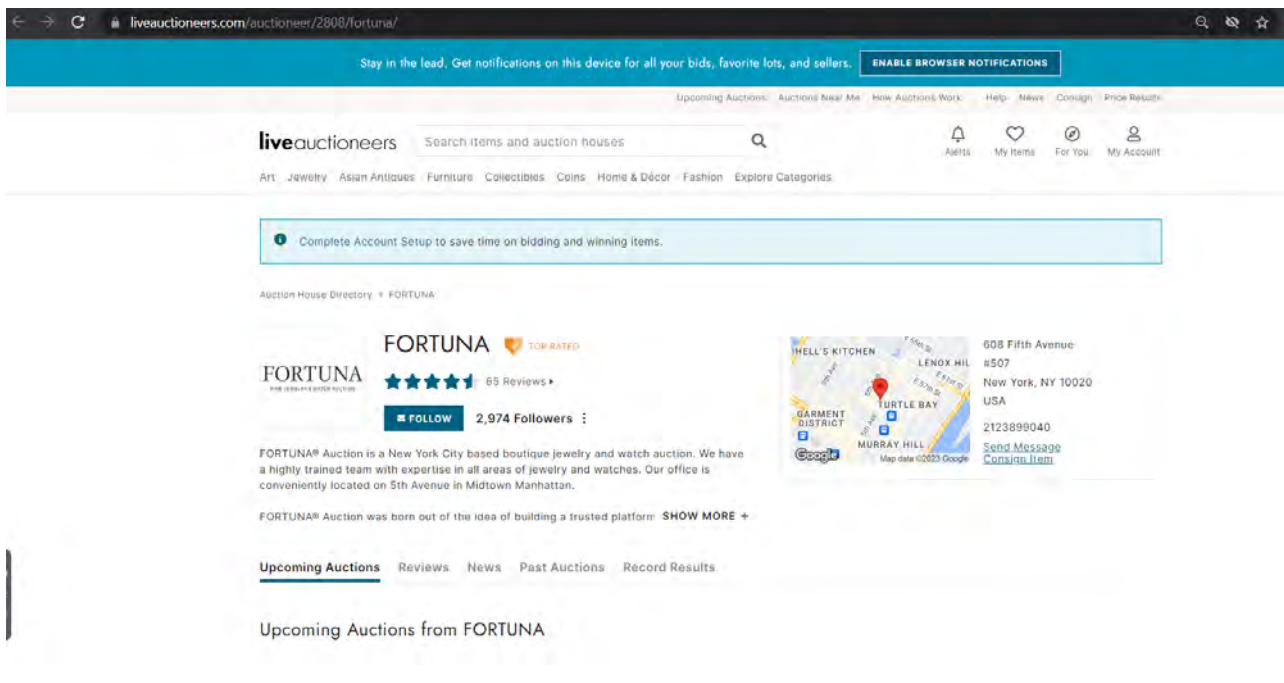 liveauctioneers.com/auctioneer/2808/fortuna/
Stay in the lead. Get notifications on this device for all your bids, favorite lots, and sellers. ENABLE BROWSER NOTIFICATIONS
Upcoming Auctions Auctions Near Me How Auctions Work Help News Consign Price Results
liveauctioneers Search items and auction houses
Alerts My Items For You My Account
Art Jewelry Asian Antiques Furniture Collectibles Coins Home & Décor Fashion Explore Categories
Complete Account Setup to save time on bidding and winning items.
Auction House Directory FORTUNA
FORTUNA TOP RATED
FORTUNA
65 Reviews
FOLLOW 2,974 Followers
FORTUNA® Auction is a New York City based boutique jewelry and watch auction. We have
a highly trained team with expertise in all areas of jewelry and watches. Our office is
conveniently located on 5th Avenue in Midtown Manhattan.
FORTUNA® Auction was born out of the idea of building a trusted platform SHOW MORE +
HELL'S KITCHEN
LENOX HIL
E 57th St
TURTLE BAY
GARMENT
DISTRICT
MURRAY HILL
Google Map data ©2023 Google
608 Fifth Avenue
#507
New York, NY 10020
USA
2123899040
Send Message
Consign Item
Upcoming Auctions Reviews News Past Auctions Record Results
Upcoming Auctions from FORTUNA